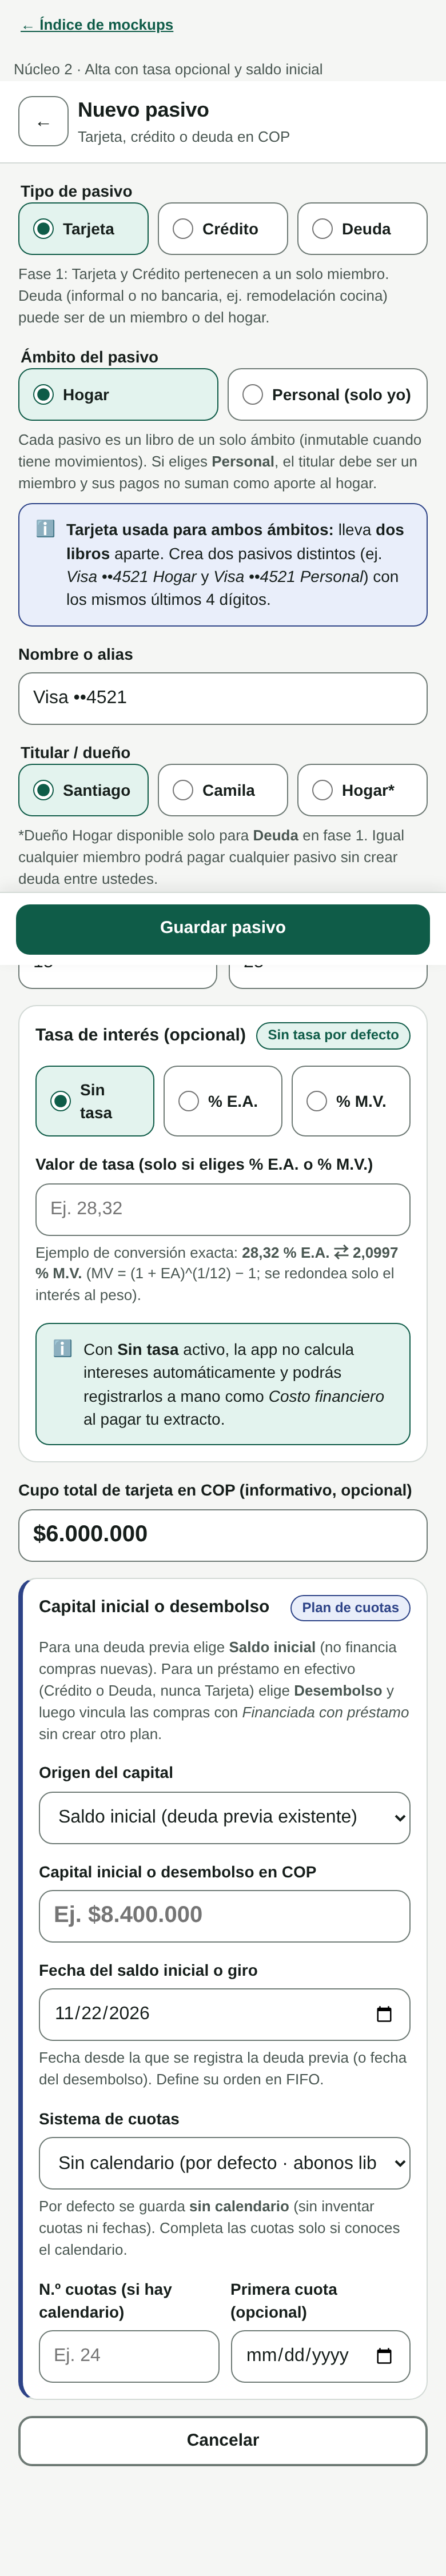 ← Índice de mockups
Núcleo 2 · Alta con tasa opcional y saldo inicial
←
Nuevo pasivo
Tarjeta, crédito o deuda en COP
Tipo de pasivo
Tarjeta
Crédito
Deuda
Fase 1: Tarjeta y Crédito pertenecen a un solo miembro.
Deuda (informal o no bancaria, ej. remodelación cocina)
puede ser de un miembro o del hogar.
Ámbito del pasivo
Hogar
Personal (solo yo)
Cada pasivo es un libro de un solo ámbito (inmutable cuando
tiene movimientos). Si eliges Personal, el titular debe ser un
miembro y sus pagos no suman como aporte al hogar.
ℹ️ Tarjeta usada para ambos ámbitos: lleva dos
libros aparte. Crea dos pasivos distintos (ej.
Visa ••4521 Hogar y Visa ••4521 Personal) con
los mismos últimos 4 dígitos.
Nombre o alias
Visa ••4521
Titular / dueño
Santiago
Camila
Hogar*
*Dueño Hogar disponible solo para Deuda en fase 1. Igual
cualquier miembro podrá pagar cualquier pasivo sin crear
deuda entre ustedes.
Guardar pasivo
Tasa de interés (opcional)
Sin tasa por defecto
Sin
tasa
% E.A.
% M.V.
Valor de tasa (solo si eliges % E.A. o % M.V.)
Ej. 28,32
Ejemplo de conversión exacta: 28,32 % E.A. ⇄ 2,0997
% M.V. (MV = (1 + EA)^(1/12) − 1; se redondea solo el
interés al peso).
ℹ️ Con Sin tasa activo, la app no calcula
intereses automáticamente y podrás
registrarlos a mano como Costo financiero
al pagar tu extracto.
Cupo total de tarjeta en COP (informativo, opcional)
$6.000.000
Capital inicial o desembolso
Plan de cuotas
Para una deuda previa elige Saldo inicial (no financia
compras nuevas). Para un préstamo en efectivo
(Crédito o Deuda, nunca Tarjeta) elige Desembolso y
luego vincula las compras con Financiada con préstamo
sin crear otro plan.
Origen del capital
Saldo inicial (deuda previa existente)
Capital inicial o desembolso en COP
Ej. $8.400.000
Fecha del saldo inicial o giro
11/22/2026
Fecha desde la que se registra la deuda previa (o fecha
del desembolso). Define su orden en FIFO.
Sistema de cuotas
Sin calendario (por defecto · abonos lib
Por defecto se guarda sin calendario (sin inventar
cuotas ni fechas). Completa las cuotas solo si conoces
el calendario.
N.º cuotas (si hay
calendario)
Primera cuota
(opcional)
Ej. 24
mm/dd/yyyy
Cancelar